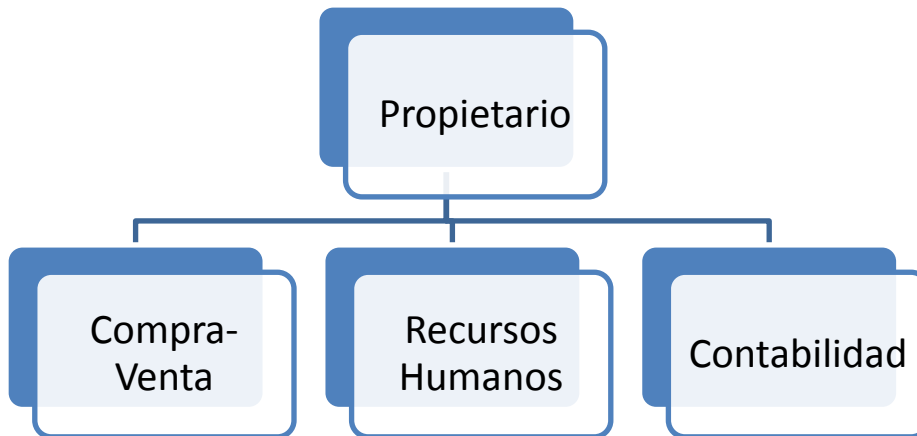 Propietario
Compra-
Venta
Recursos
Humanos
Contabilidad